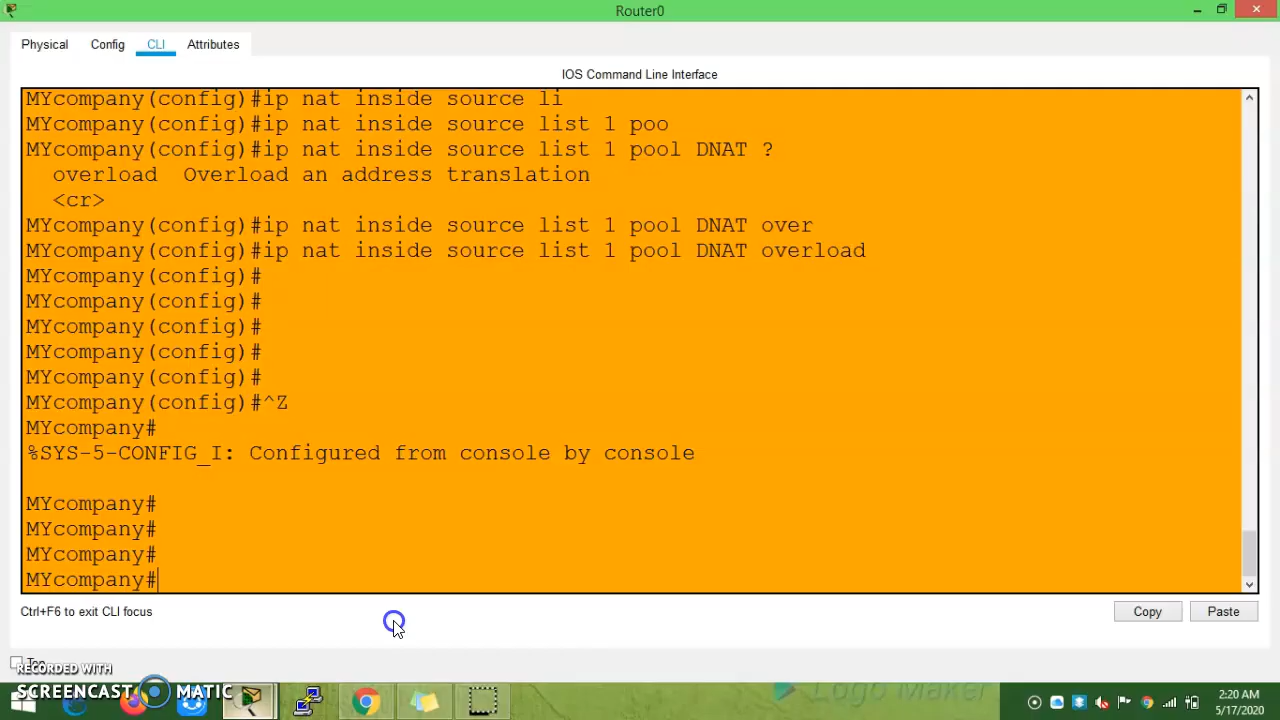 Router0
Physical Config CLI Attributes
IOS Command Line Interface
MYcompany(config)#ip nat inside source li
MYcompany(config)#ip nat inside source list 1 poo
MYcompany(config)#ip nat inside source list 1 pool DNAT ?
overload Overload an address translation
<cr>
MYcompany(config)#ip nat inside source list 1 pool DNAT over
MYcompany(config)#ip nat inside source list 1 pool DNAT overload
MYcompany(config)#
MYcompany(config)#
MYcompany(config)#
MYcompany(config)#
MYcompany(config)#
MYcompany(config)#^Z
MYcompany#
%SYS-5-CONFIG_I: Configured from console by console
MYcompany#
MYcompany#
MYcompany#
MYcompany#
Ctrl+F6 to exit CLI focus
Copy Paste
Top
RECORDED WITH
SCREENCAST MATIC
Logo Maker
2:20 AM
5/17/2020